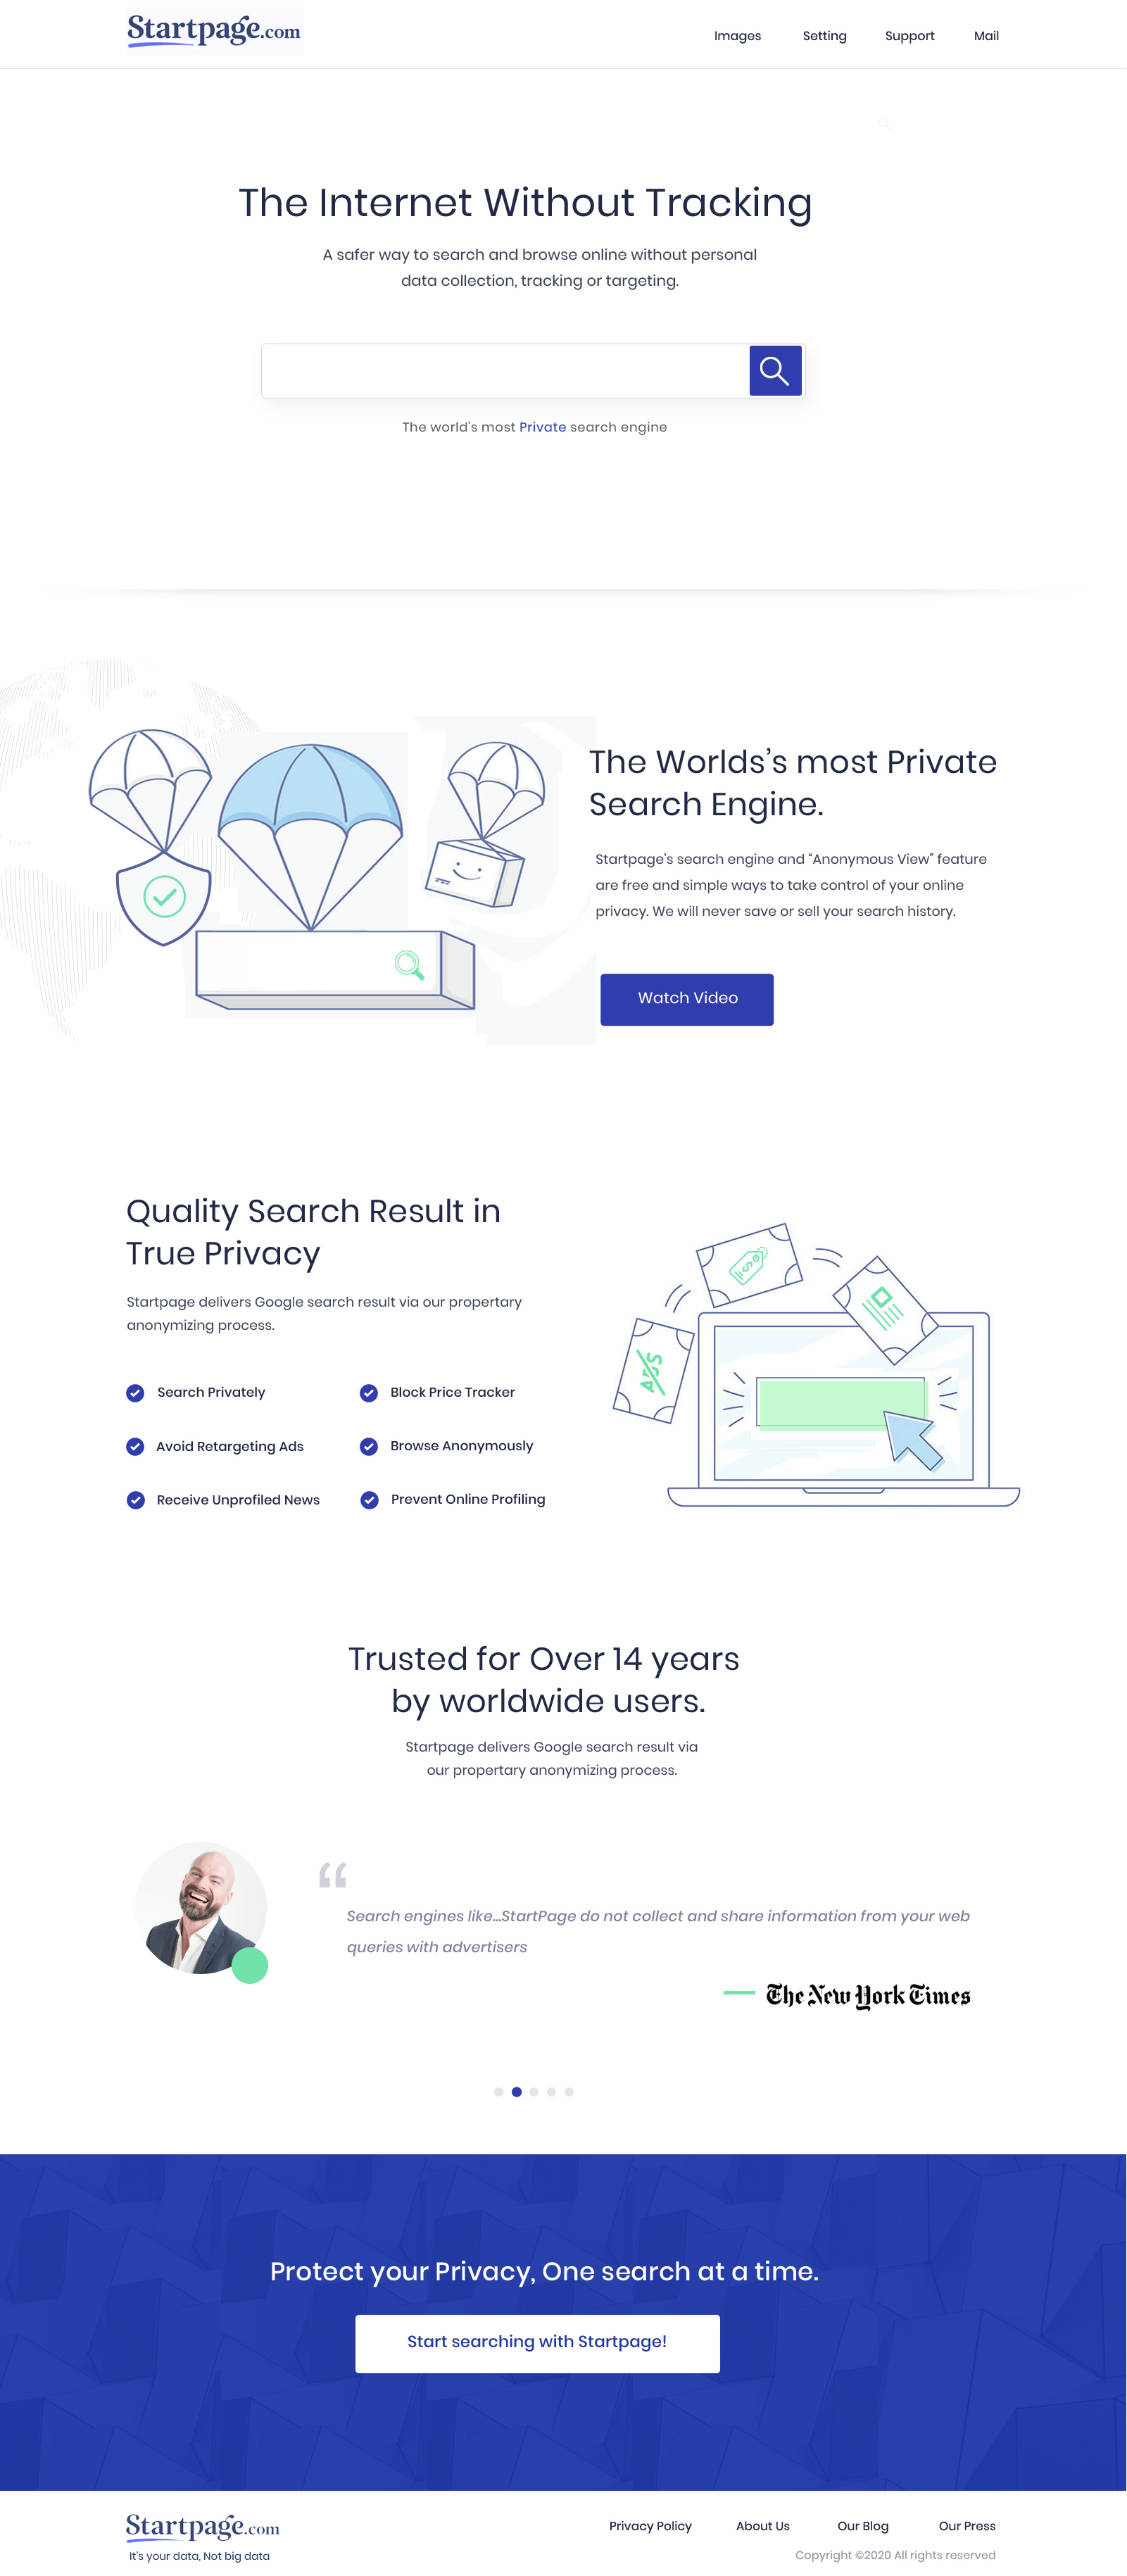 Startpage.com
Images Setting Support Mail
The Internet Without Tracking
A safer way to search and browse online without personal
data collection, tracking or targeting.
The world's most Private search engine
The Worlds's most Private
Search Engine.
Startpage's search engine and “Anonymous View” feature
are free and simple ways to take control of your online
privacy. We will never save or sell your search history.
Watch Video
Quality Search Result in
True Privacy
Startpage delivers Google search result via our propertary
anonymizing process.
Search Privately
Block Price Tracker
Avoid Retargeting Ads
Browse Anonymously
Receive Unprofiled News
Prevent Online Profiling
$
ADS
Trusted for Over 14 years
by worldwide users.
Startpage delivers Google search result via
our propertary anonymizing process.
“
Search engines like...StartPage do not collect and share information from your web
queries with advertisers
The New York Times
Protect your Privacy, One search at a time.
Start searching with Startpage!
Startpage.com
It's your data, Not big data
Privacy Policy About Us Our Blog Our Press
Copyright ©2020 All rights reserved